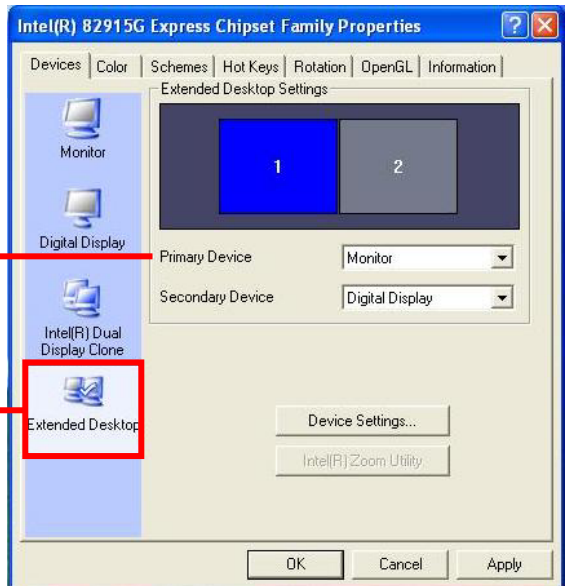 Intel(R) 82915G Express Chipset Family Properties
Devices Color Schemes Hot Keys Rotation OpenGL Information
Monitor
Digital Display
Intel(R) Dual
Display Clone
Extended Desktop
Extended Desktop Settings
1 2
Primary Device Monitor
Secondary Device Digital Display
Device Settings...
Intel(R) Zoom Utility
OK Cancel Apply